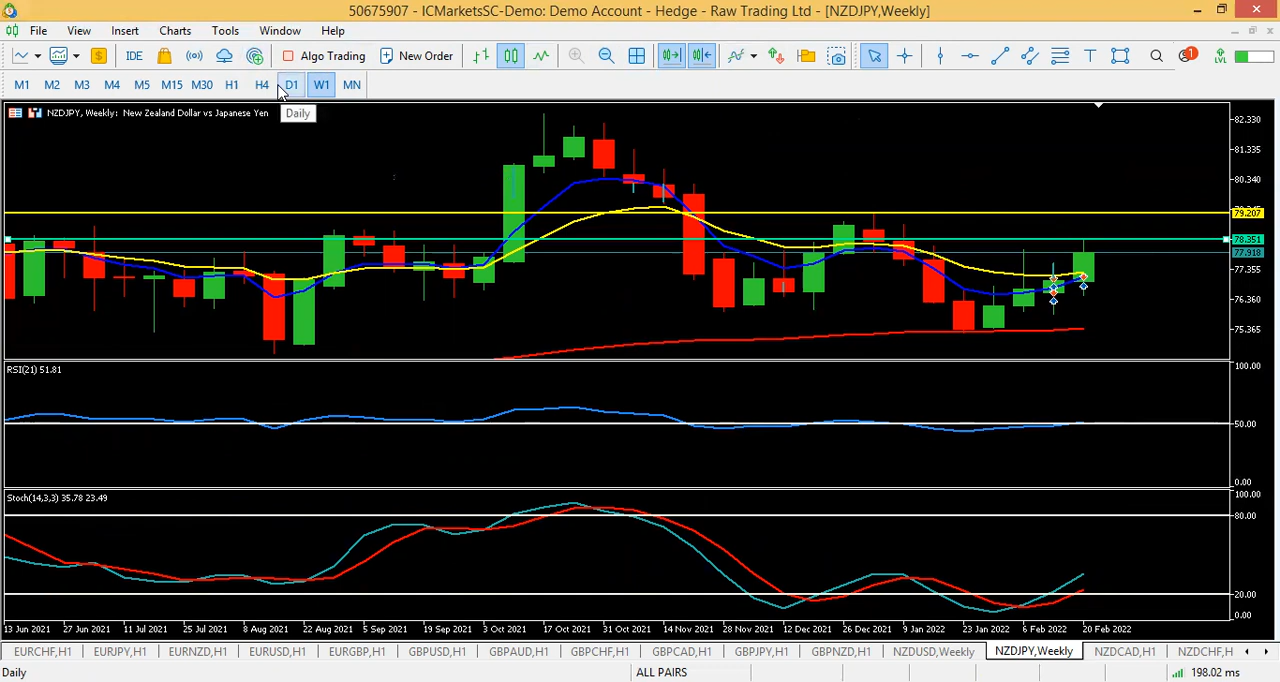 50675907 - ICMarketsSC-Demo: Demo Account - Hedge - Raw Trading Ltd - [NZDJPY,Weekly]
File View Insert Charts Tools Window Help
$ IDE Algo Trading New Order T 1 LVL
M1 M2 M3 M4 M5 M15 M30 H1 H4 D1 W1 MN
Daily
NZDJPY, Weekly: New Zealand Dollar vs Japanese Yen
82.330
81.335
80.340
79.207
78.351
77.918
77.355
76.360
75.365
RSI(21) 51.81
100.00
50.00
0.00
Stoch(14,3,3) 35.78 23.49
100.00
80.00
20.00
0.00
13 Jun 2021 27 Jun 2021 11 Jul 2021 25 Jul 2021 8 Aug 2021 22 Aug 2021 5 Sep 2021 19 Sep 2021 3 Oct 2021 17 Oct 2021 31 Oct 2021 14 Nov 2021 28 Nov 2021 12 Dec 2021 26 Dec 2021 9 Jan 2022 23 Jan 2022 6 Feb 2022 20 Feb 2022
EURCHF,H1 EURJPY,H1 EURNZD,H1 EURUSD,H1 EURGBP,H1 GBPUSD,H1 GBPAUD,H1 GBPCHF,H1 GBPCAD,H1 GBPJPY,H1 GBPNZD,H1 NZDUSD,Weekly NZDJPY,Weekly NZDCAD,H1 NZDCHF,H
Daily ALL PAIRS 198.02 ms